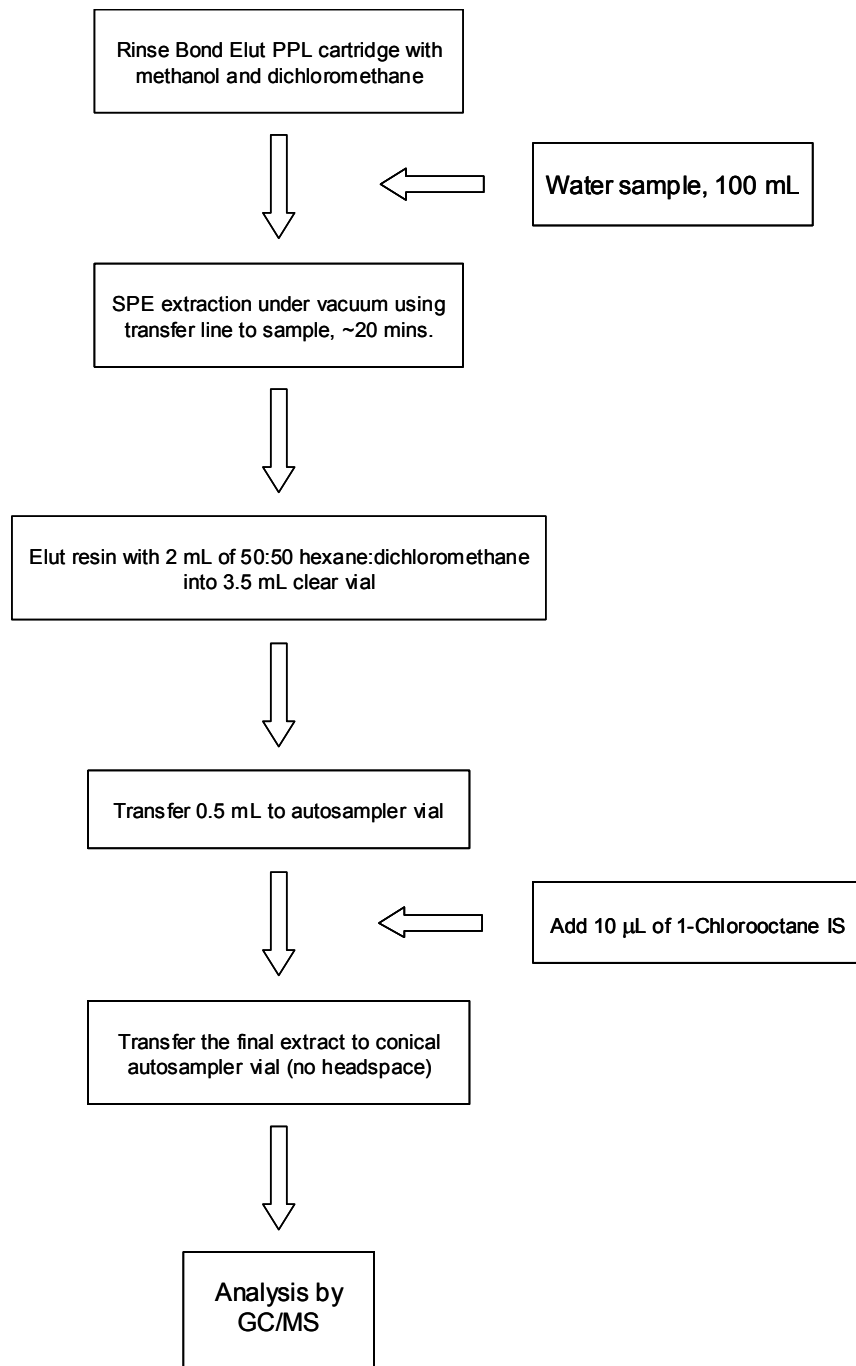 Rinse Bond Elut PPL cartridge with
methanol and dichloromethane
Water sample, 100 mL
SPE extraction under vacuum using
transfer line to sample, ~20 mins.
Elut resin with 2 mL of 50:50 hexane:dichloromethane
into 3.5 mL clear vial
Transfer 0.5 mL to autosampler vial
Add 10 μL of 1-Chlorooctane IS
Transfer the final extract to conical
autosampler vial (no headspace)
Analysis by
GC/MS